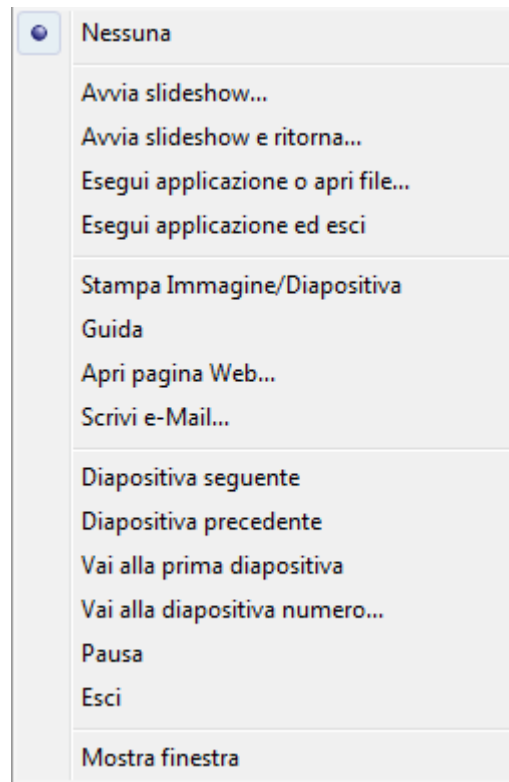 Nessuna
Avvia slideshow...
Avvia slideshow e ritorna...
Esegui applicazione o apri file...
Esegui applicazione ed esci
Stampa Immagine/Diapositiva
Guida
Apri pagina Web...
Scrivi e-Mail...
Diapositiva seguente
Diapositiva precedente
Vai alla prima diapositiva
Vai alla diapositiva numero...
Pausa
Esci
Mostra finestra